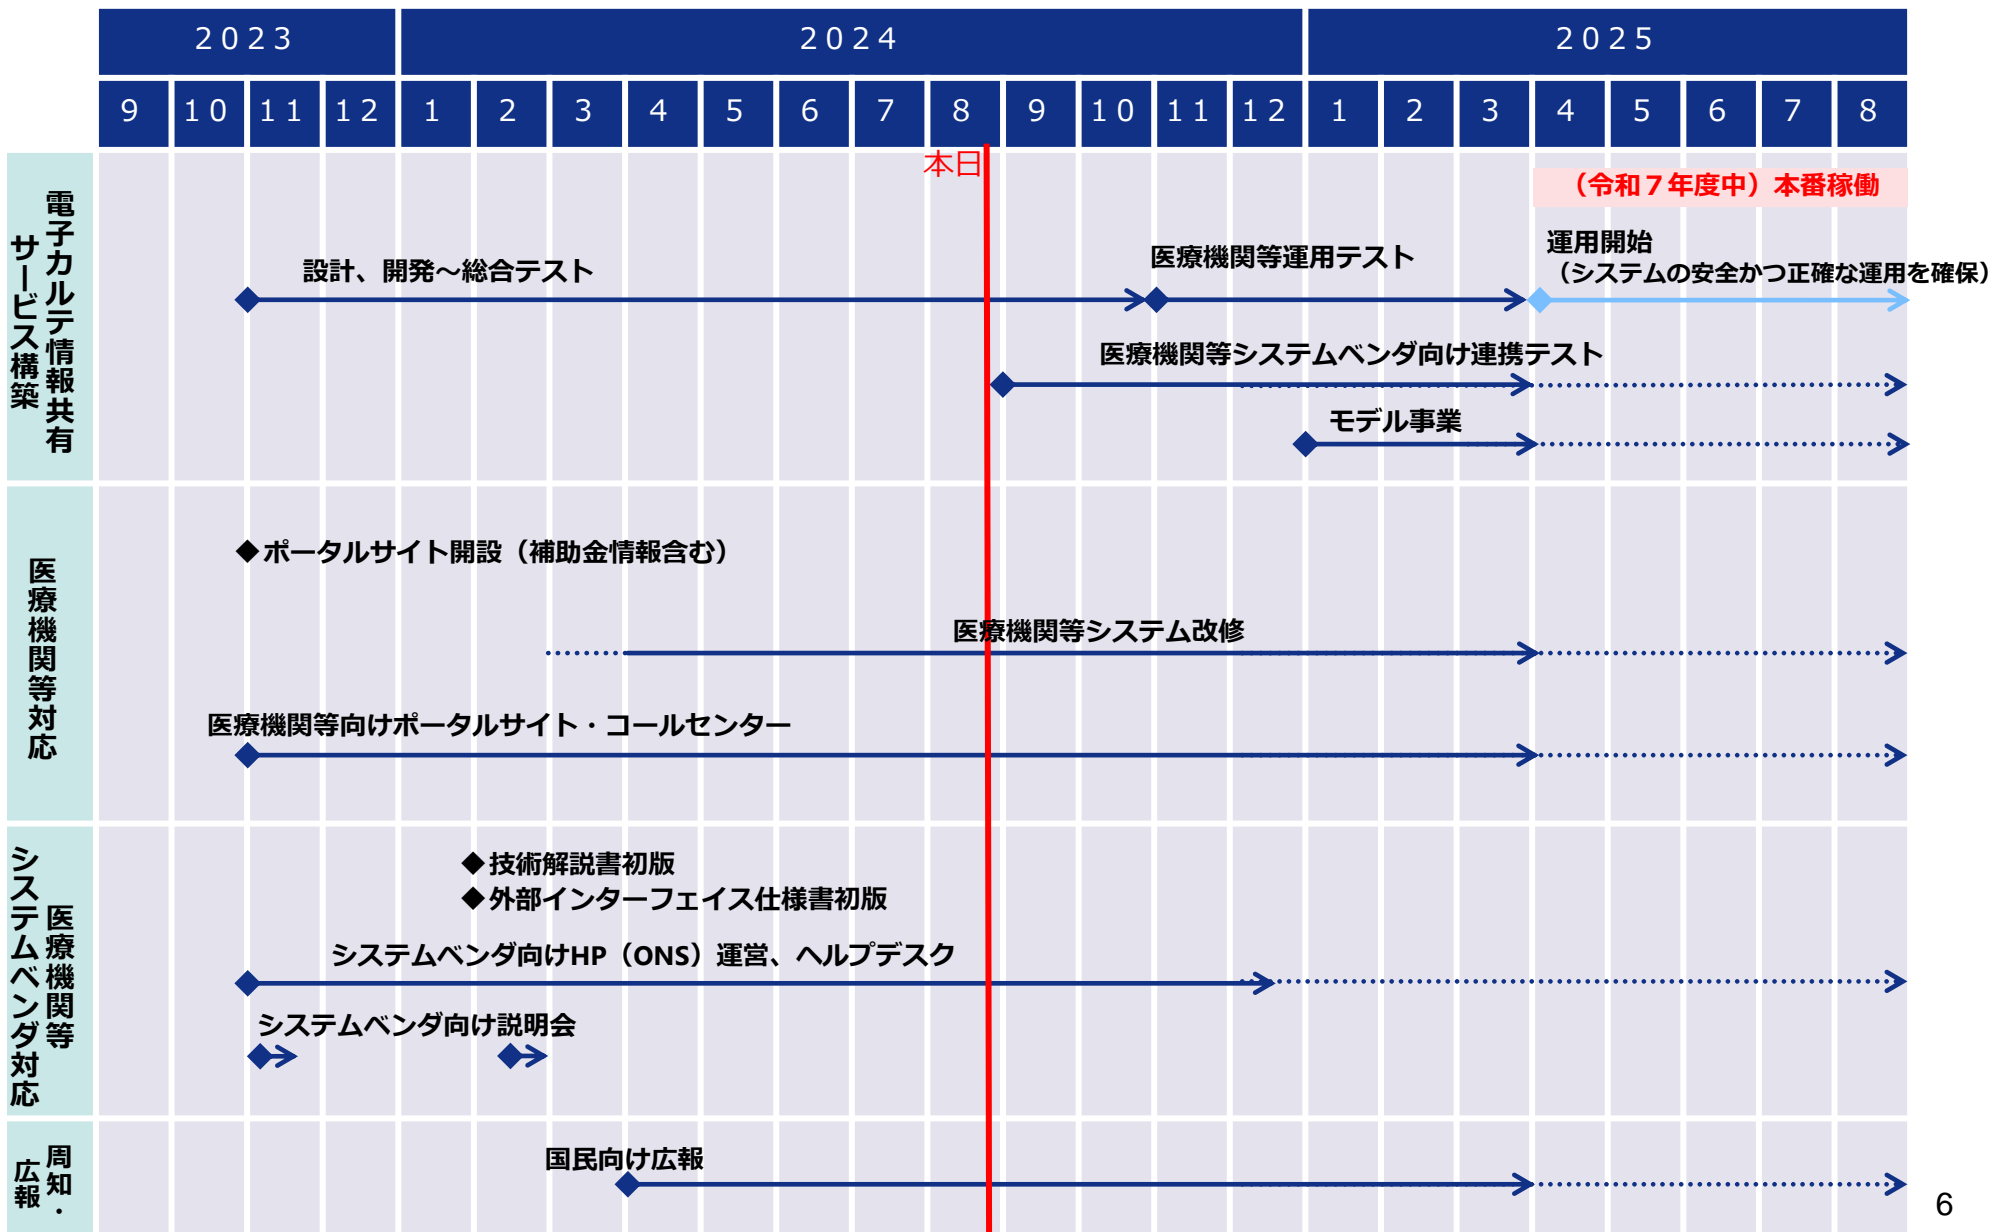 2023
2024
2025
9
10
11
12
1
2
3
4
5
6
7
8
9
10
11
12
1
2
3
4
5
6
7
8
本日
電子カルテ情報共有
サービス構築
(令和7年度中)本番稼働
設計、開発~総合テスト
医療機関等運用テスト
運用開始
(システムの安全かつ正確な運用を確保)
医療機関等システムベンダ向け連携テスト
モデル事業
医療機関等対応
◆ポータルサイト開設(補助金情報含む)
医療機関等システム改修
医療機関等向けポータルサイト・コールセンター
医療機関等
システムベンダ対応
◆技術解説書初版
◆外部インターフェイス仕様書初版
システムベンダ向けHP(ONS)運営、ヘルプデスク
システムベンダ向け説明会
周知・
広報
国民向け広報
6